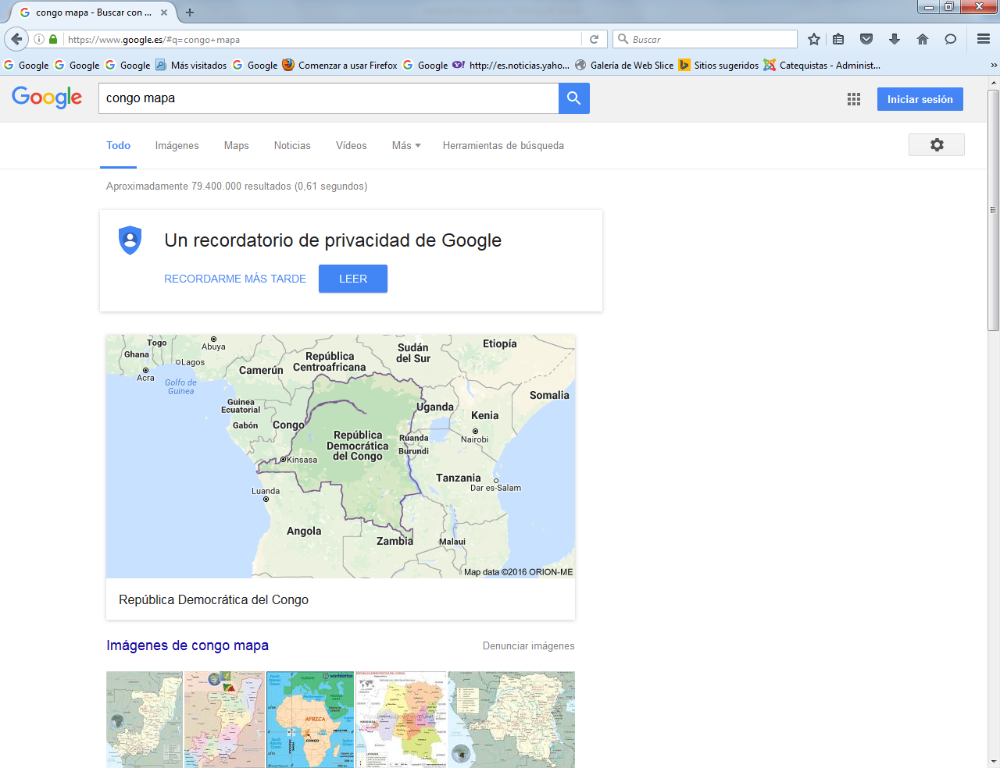 congo mapa - Buscar con ...
https://www.google.es/#q=congo+mapa
Buscar
Google
Google
Google
Más visitados
Google
Comenzar a usar Firefox
Google
http://es.noticias.yaho...
Galería de Web Slice
Sitios sugeridos
Catequistas - Administ...
Google
congo mapa
Iniciar sesión
Todo
Imágenes
Maps
Noticias
Vídeos
Más
Herramientas de búsqueda
Aproximadamente 79.400.000 resultados (0,61 segundos)
Un recordatorio de privacidad de Google
RECORDARME MÁS TARDE
LEER
Togo
Abuya
Ghana
Lagos
Acra
Golfo de
Guinea
Camerún
República
Centroafricana
Sudán
del Sur
Etiopía
Somalia
Guinea
Ecuatorial
Gabón
Congo
Uganda
Kenia
Nairobi
República
Democrática
del Congo
Ruanda
Burundi
Kinsasa
Tanzania
Dar es-Salam
Luanda
Angola
Zambia
Malaui
Map data ©2016 ORION-ME
República Democrática del Congo
Imágenes de congo mapa
Denunciar imágenes
worldatlas
AFRICA
CONGO